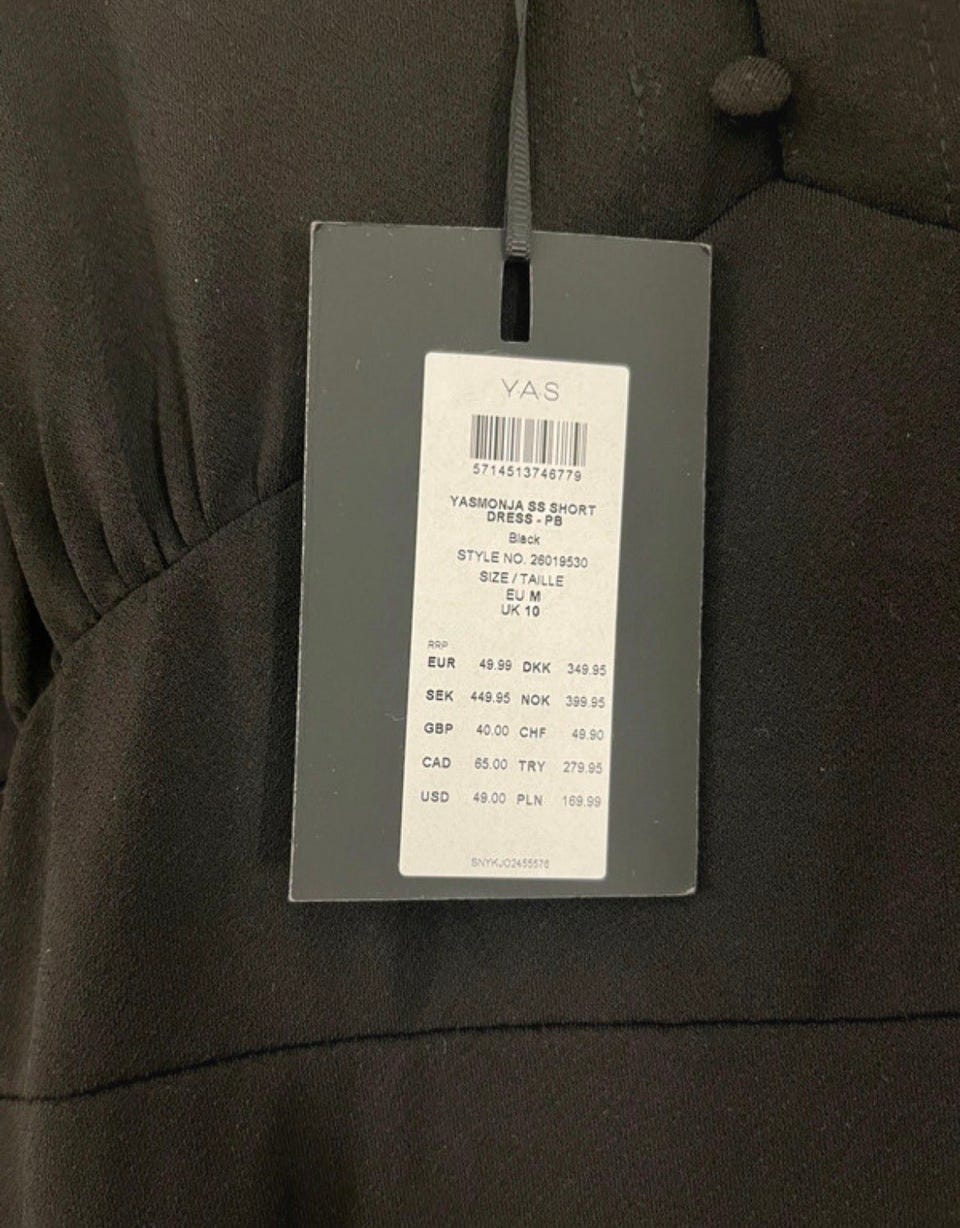 Y.A.S
5714513746779
YASMONJA SS SHORT
DRESS - PB
Black
STYLE NO. 26019530
SIZE / TAILLE
EU M
UK 10
RRP
EUR 49.99 DKK 349.95
SEK 449.95 NOK 399.95
GBP 40.00 CHF 49.90
CAD 65.00 TRY 279.95
USD 49.00 PLN 169.99
SNYKJO2455576